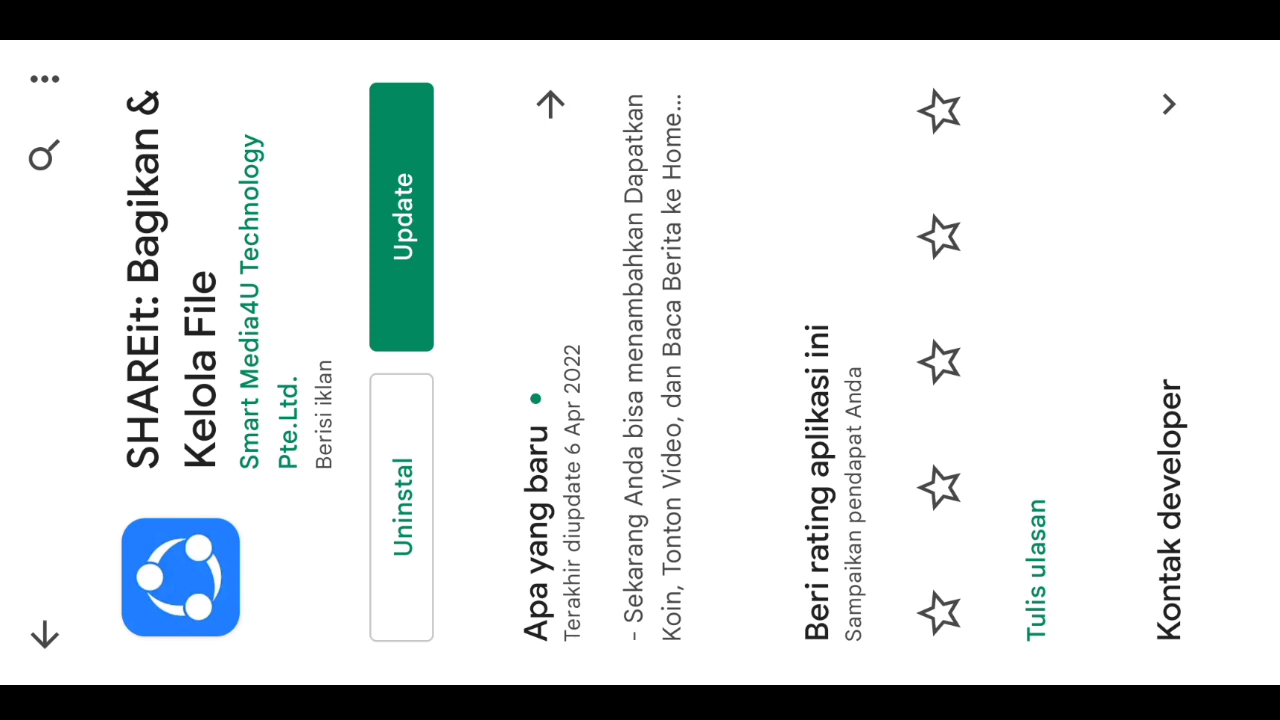 SHAREit: Bagikan &
Kelola File
Smart Media4U Technology
Pte.Ltd.
Berisi iklan
Uninstal
Update
Apa yang baru
Terakhir diupdate 6 Apr 2022
- Sekarang Anda bisa menambahkan Dapatkan
Koin, Tonton Video, dan Baca Berita ke Home...
Beri rating aplikasi ini
Sampaikan pendapat Anda
Tulis ulasan
Kontak developer